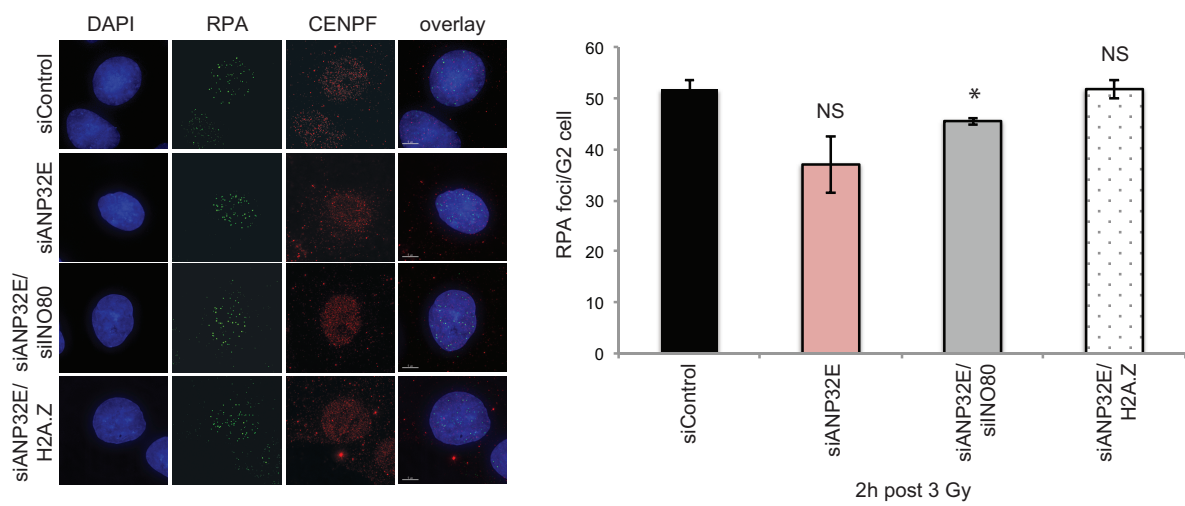 DAPI RPA CENPF overlay
siControl
siANP32E
siANP32E/
siINO80
siANP32E/
H2A.Z
RPA foci/G2 cell
60
50
40
30
20
10
0
NS
*
NS
siControl
siANP32E
siANP32E/
siINO80
siANP32E/
H2A.Z
2h post 3 Gy